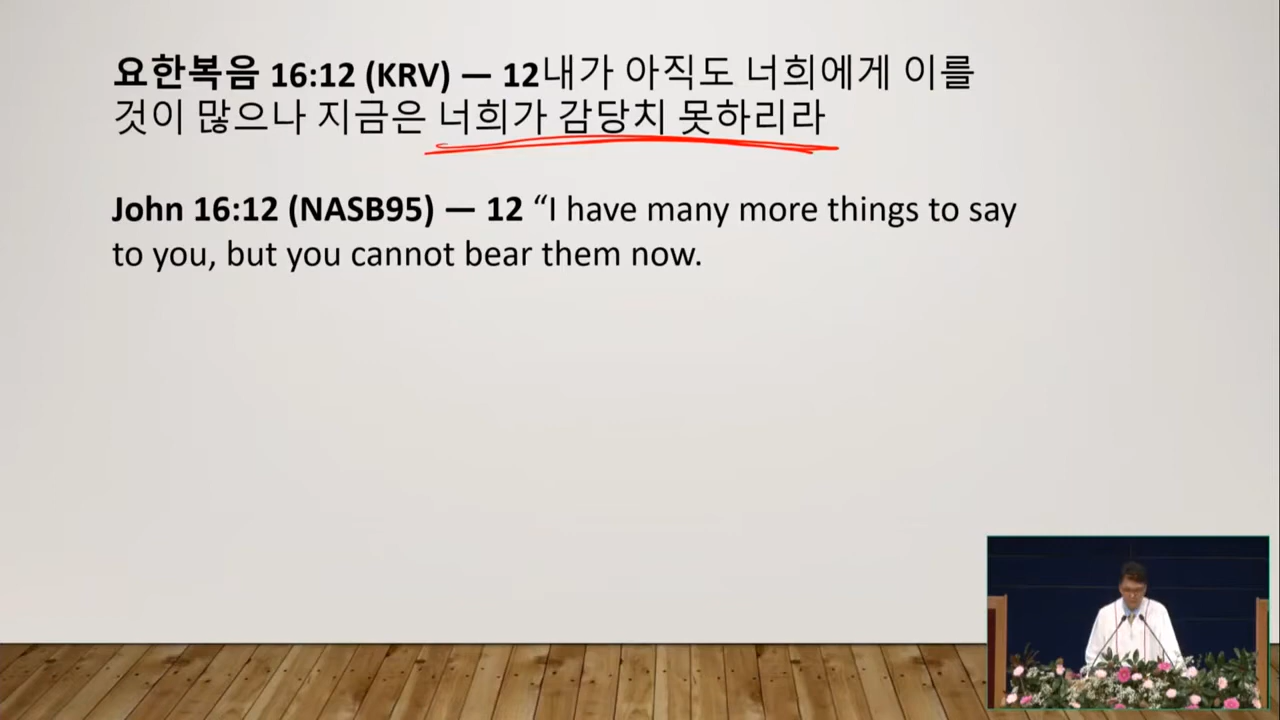 요한복음 16:12 (KRV) — 12내가 아직도 너희에게 이를
것이 많으나 지금은 너희가 감당치 못하리라
John 16:12 (NASB95) — 12 “I have many more things to say
to you, but you cannot bear them now.